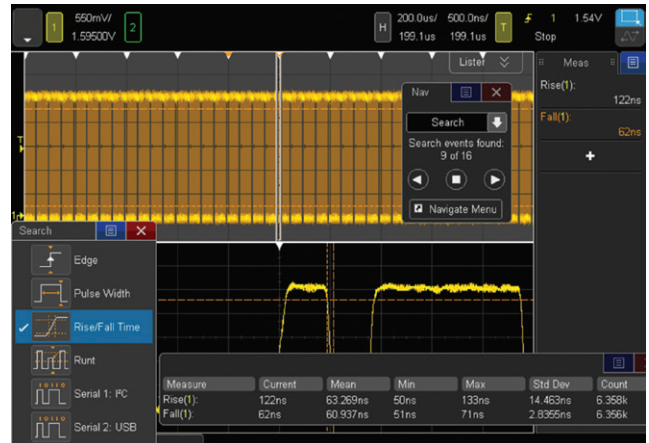 1
550mV/
1.59500V
2
H
200.0us/
199.1us
500.0ns/
199.1us
T
1
1.54V
Stop
Lister
Meas
Rise(1):
122ns
Fall(1):
62ns
Nav
Search
Search events found:
9 of 16
Navigate Menu
T
1
Search
Edge
Pulse Width
Rise/Fall Time
Runt
Serial 1: I²C
Serial 2: USB
Measure Current Mean Min Max Std Dev Count
Rise(1): 122ns 63.269ns 50ns 133ns 14.463ns 6.358k
Fall(1): 62ns 60.937ns 51ns 71ns 2.8355ns 6.356k